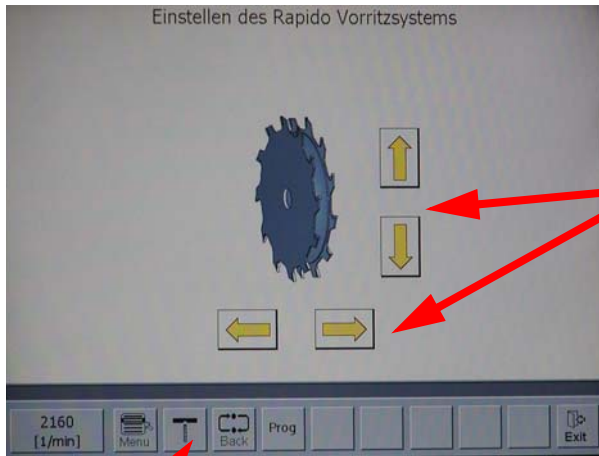 Einstellen des Rapido Vorritzsystems
2160
[1/min]
Menu
Back
Prog
Exit